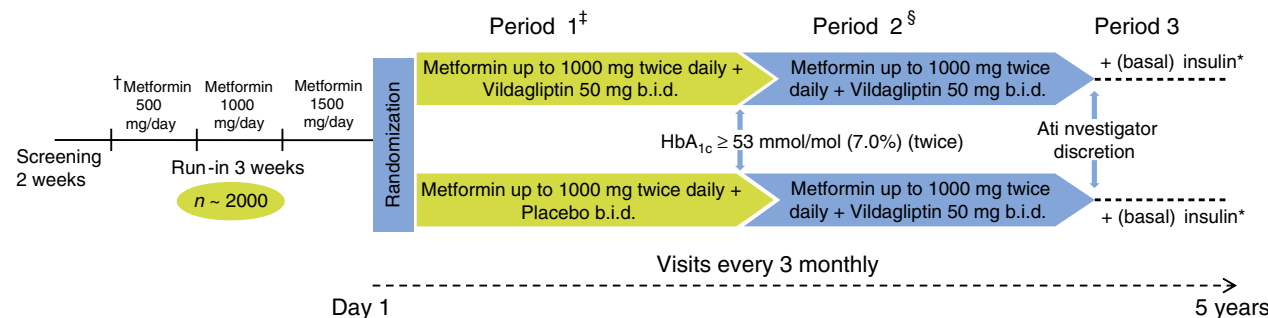 Period 1‡
Period 2§
Period 3
†Metformin
500
mg/day
Metformin
1000
mg/day
Metformin
1500
mg/day
Screening
2 weeks
Run-in 3 weeks
n ~ 2000
Randomization
Metformin up to 1000 mg twice daily +
Vildagliptin 50 mg b.i.d.
Metformin up to 1000 mg twice
daily + Vildagliptin 50 mg b.i.d.
+ (basal) insulin*
HbA1c ≥ 53 mmol/mol (7.0%) (twice)
Ati nvestigator
discretion
Metformin up to 1000 mg twice daily +
Placebo b.i.d.
Metformin up to 1000 mg twice
daily + Vildagliptin 50 mg b.i.d.
+ (basal) insulin*
Visits every 3 monthly
Day 1
5 years